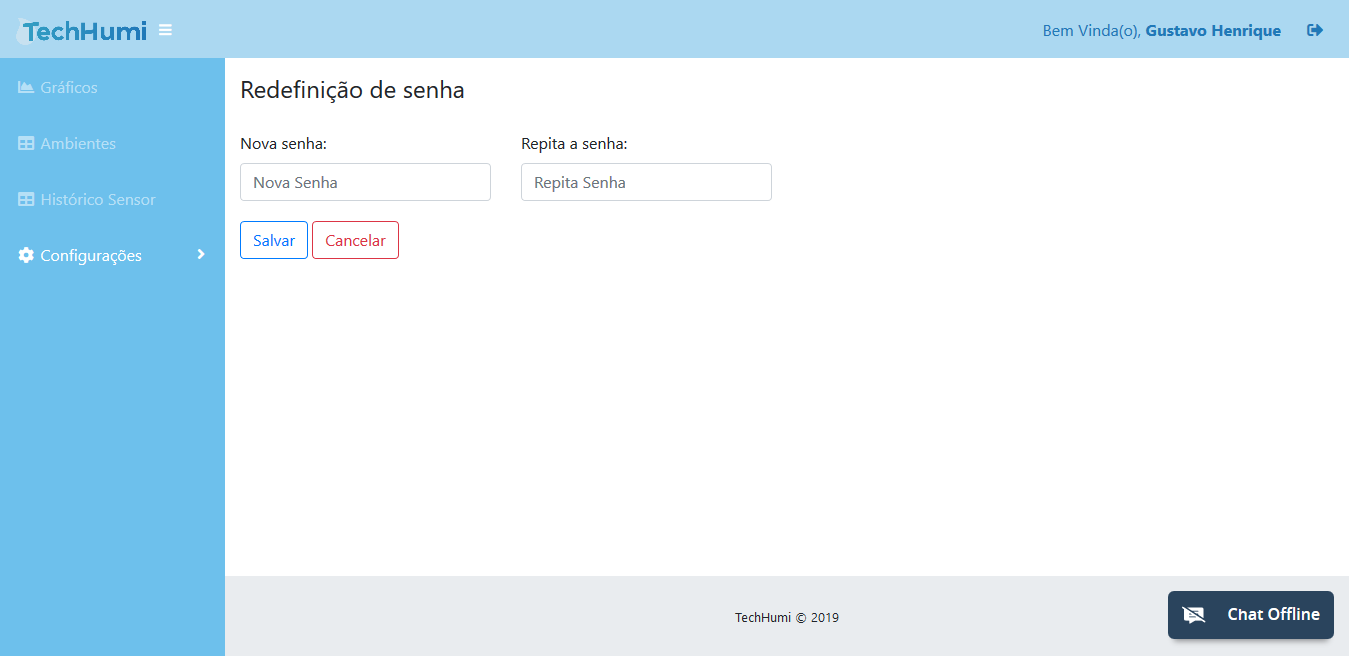 TechHumi
Bem Vinda(o), Gustavo Henrique
Gráficos
Ambientes
Histórico Sensor
Configurações
Redefinição de senha
Nova senha: Repita a senha:
Nova Senha Repita Senha
Salvar Cancelar
TechHumi © 2019
Chat Offline